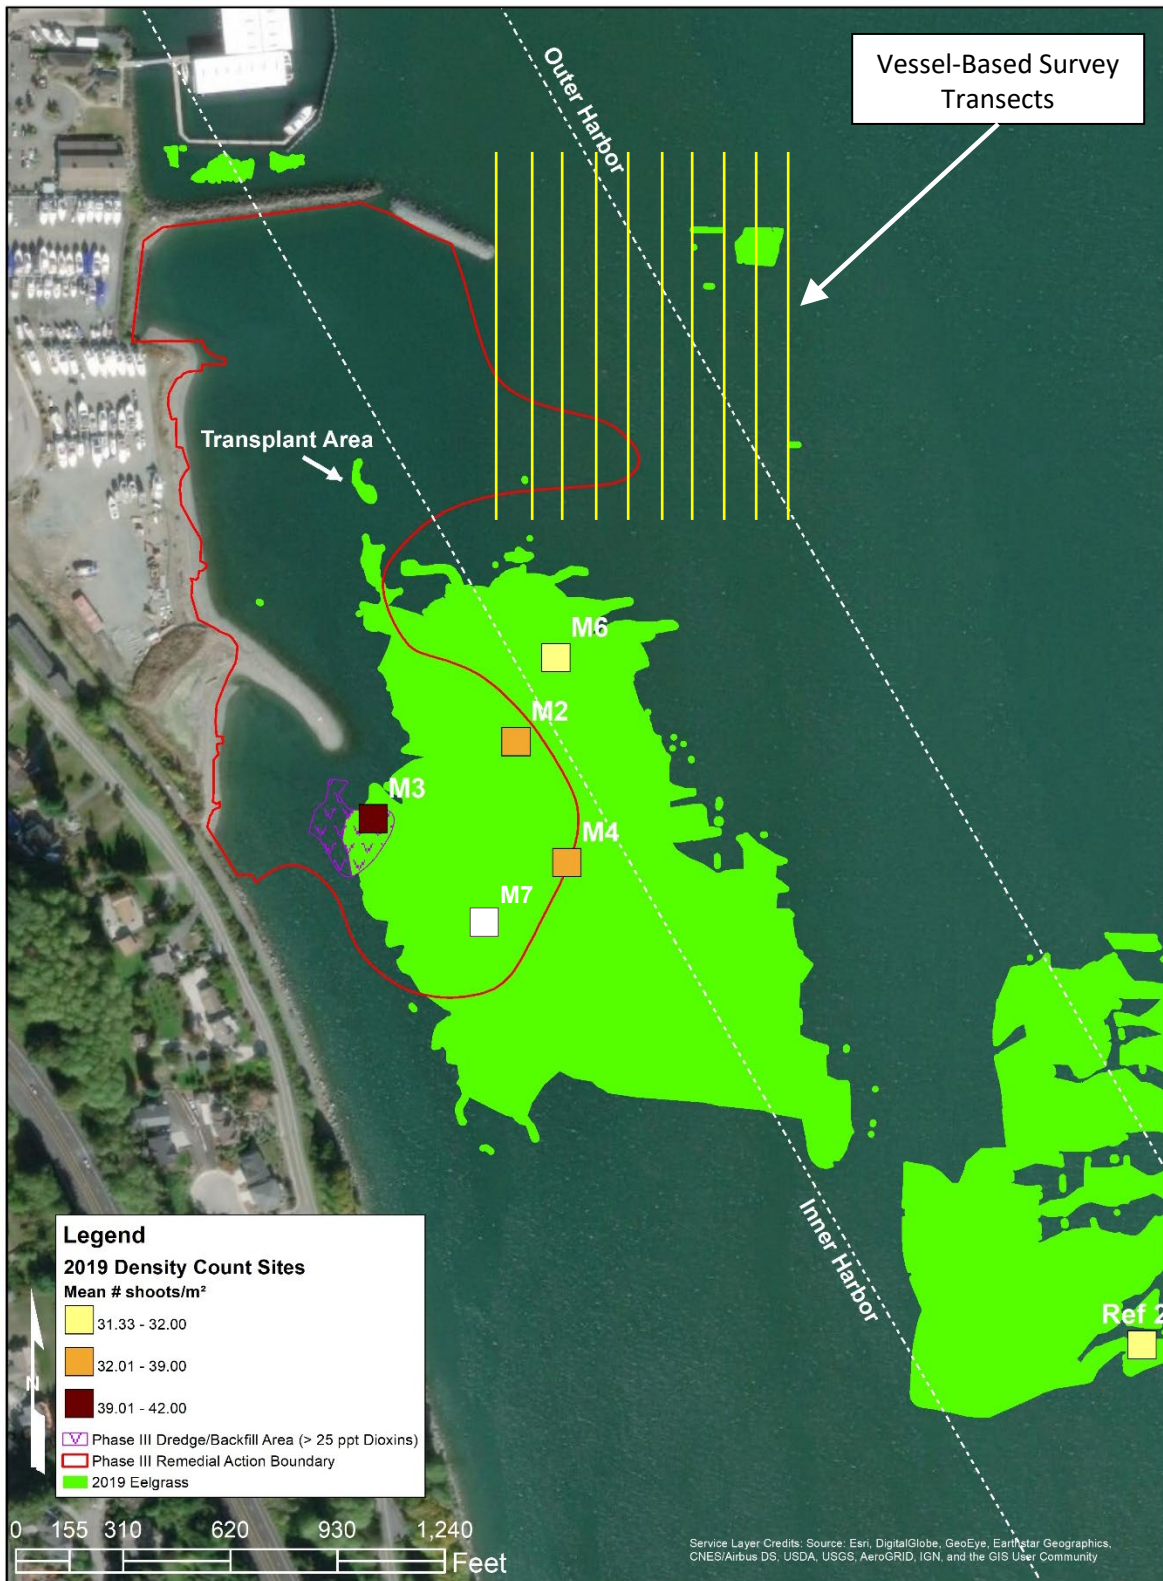 Vessel-Based Survey
Transects
Outer Harbor
Transplant Area
M6
M2
M3
M4
M7
Inner Harbor
Ref 2
Legend
2019 Density Count Sites
Mean # shoots/m²
31.33 - 32.00
32.01 - 39.00
39.01 - 42.00
Phase III Dredge/Backfill Area (> 25 ppt Dioxins)
Phase III Remedial Action Boundary
2019 Eelgrass
N
0 155 310 620 930 1,240
Feet
Service Layer Credits: Source: Esri, DigitalGlobe, GeoEye, Earthstar Geographics,
CNES/Airbus DS, USDA, USGS, AeroGRID, IGN, and the GIS User Community